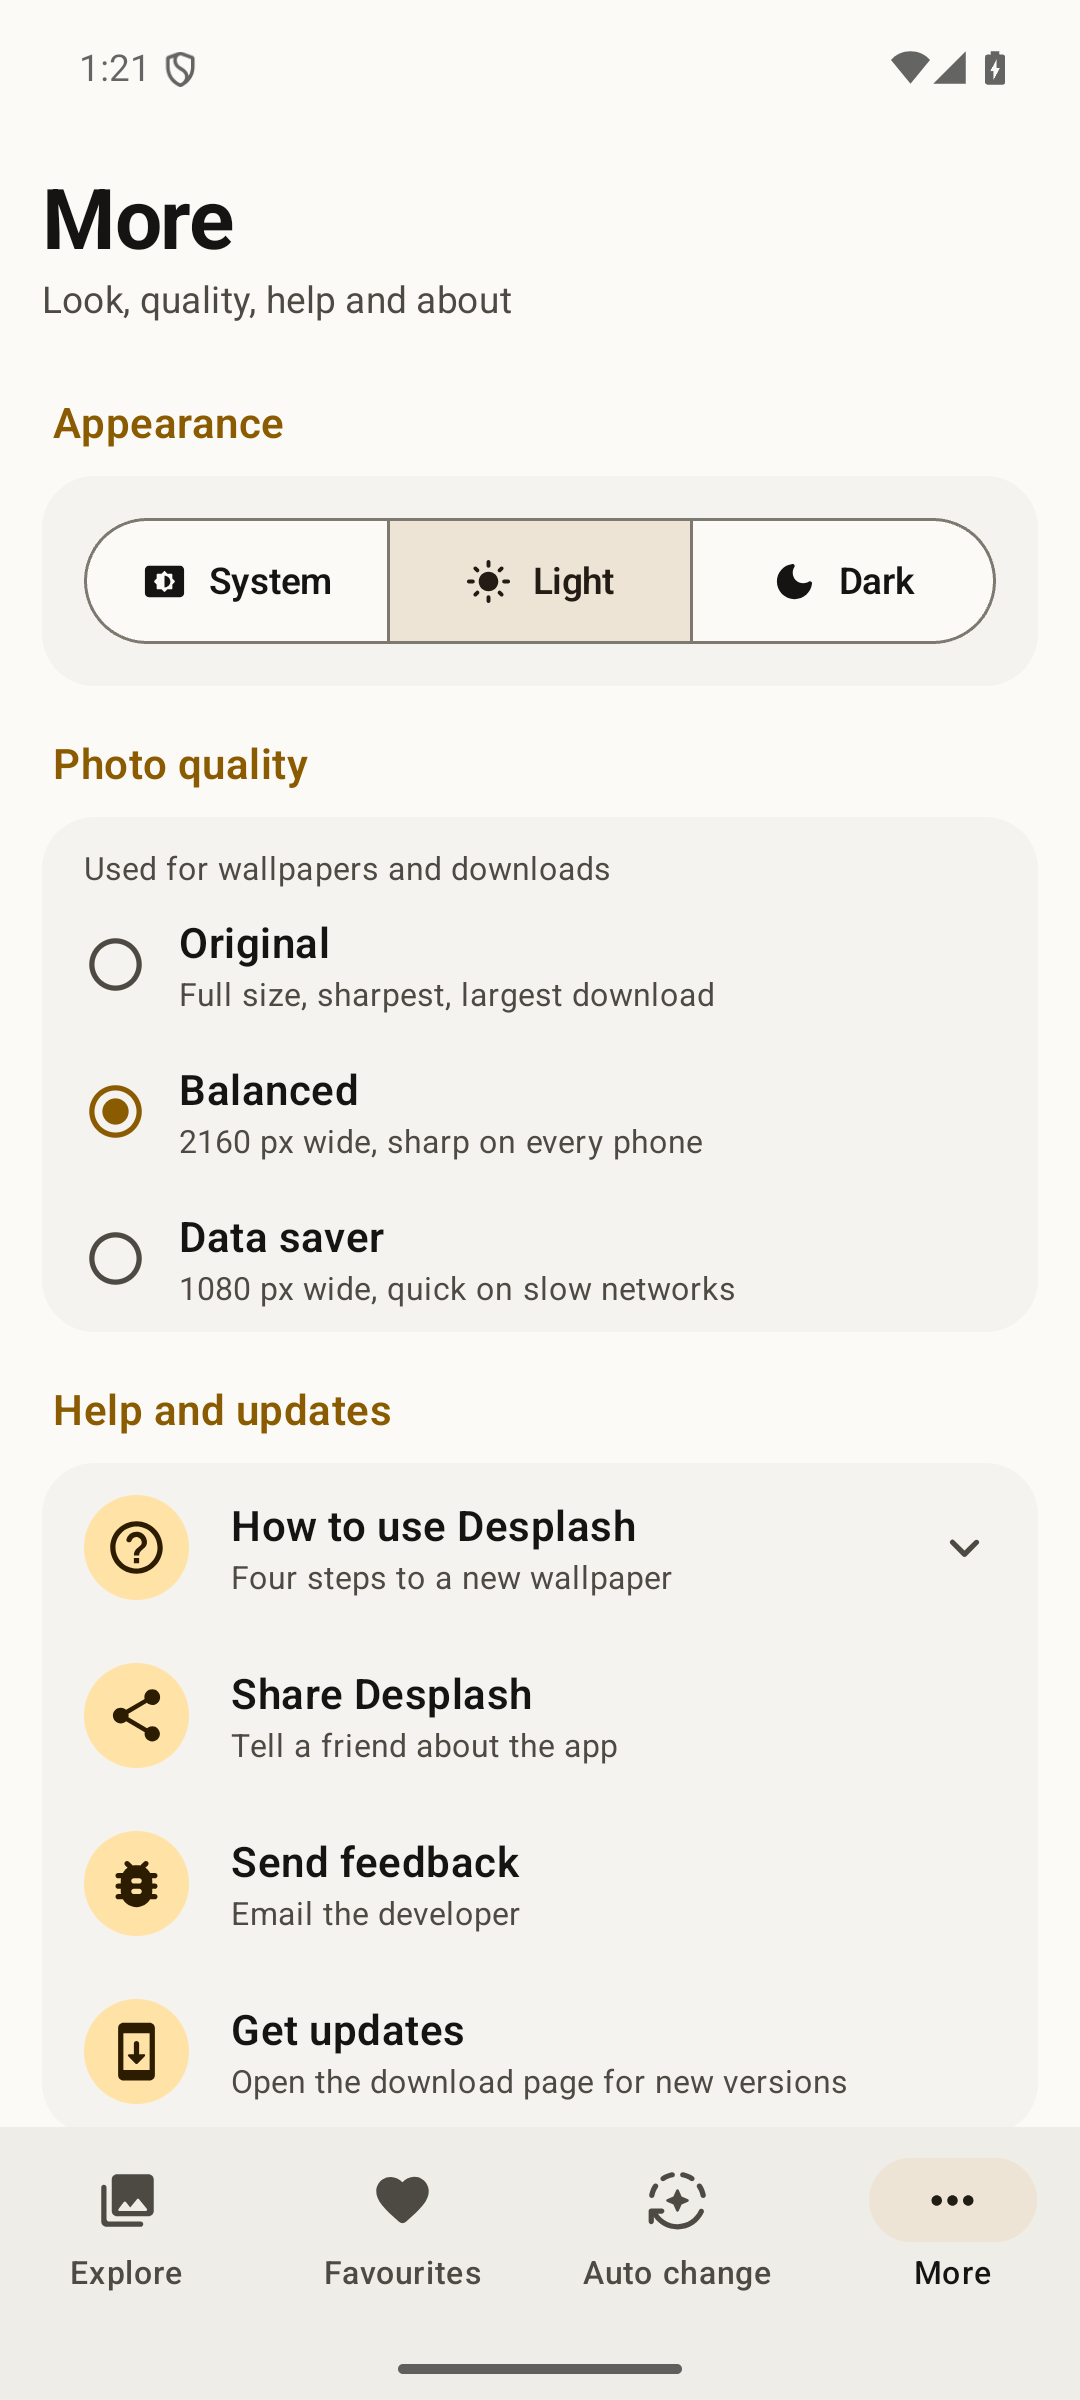 1:21
More
Look, quality, help and about
Appearance
System
Light
Dark
Photo quality
Used for wallpapers and downloads
Original
Full size, sharpest, largest download
Balanced
2160 px wide, sharp on every phone
Data saver
1080 px wide, quick on slow networks
Help and updates
How to use Desplash
Four steps to a new wallpaper
Share Desplash
Tell a friend about the app
Send feedback
Email the developer
Get updates
Open the download page for new versions
Explore
Favourites
Auto change
More